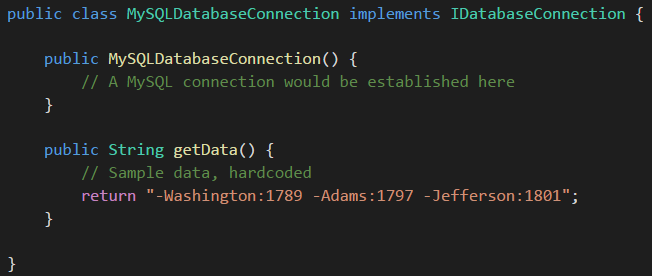 public class MySQLDatabaseConnection implements IDatabaseConnection {
public MySQLDatabaseConnection() {
// A MySQL connection would be established here
}
public String getData() {
// Sample data, hardcoded
return "-Washington:1789 -Adams:1797 -Jefferson:1801";
}
}